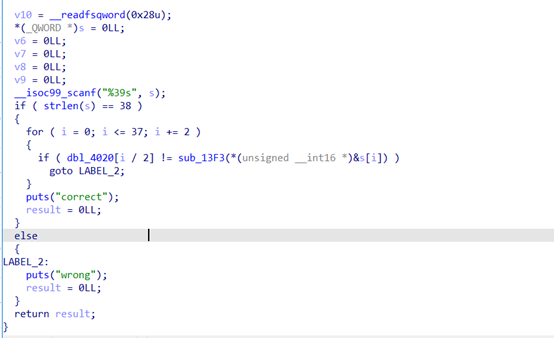 v10 = __readfsqword(0x28u);
*(_QWORD *)s = 0LL;
v6 = 0LL;
v7 = 0LL;
v8 = 0LL;
v9 = 0LL;
__isoc99_scanf("%39s", s);
if ( strlen(s) == 38 )
{
for ( i = 0; i <= 37; i += 2 )
{
if ( dbl_4020[i / 2] != sub_13F3(*(unsigned __int16 *)&s[i]) )
goto LABEL_2;
}
puts("correct");
result = 0LL;
}
else
{
LABEL_2:
puts("wrong");
result = 0LL;
}
return result;
}